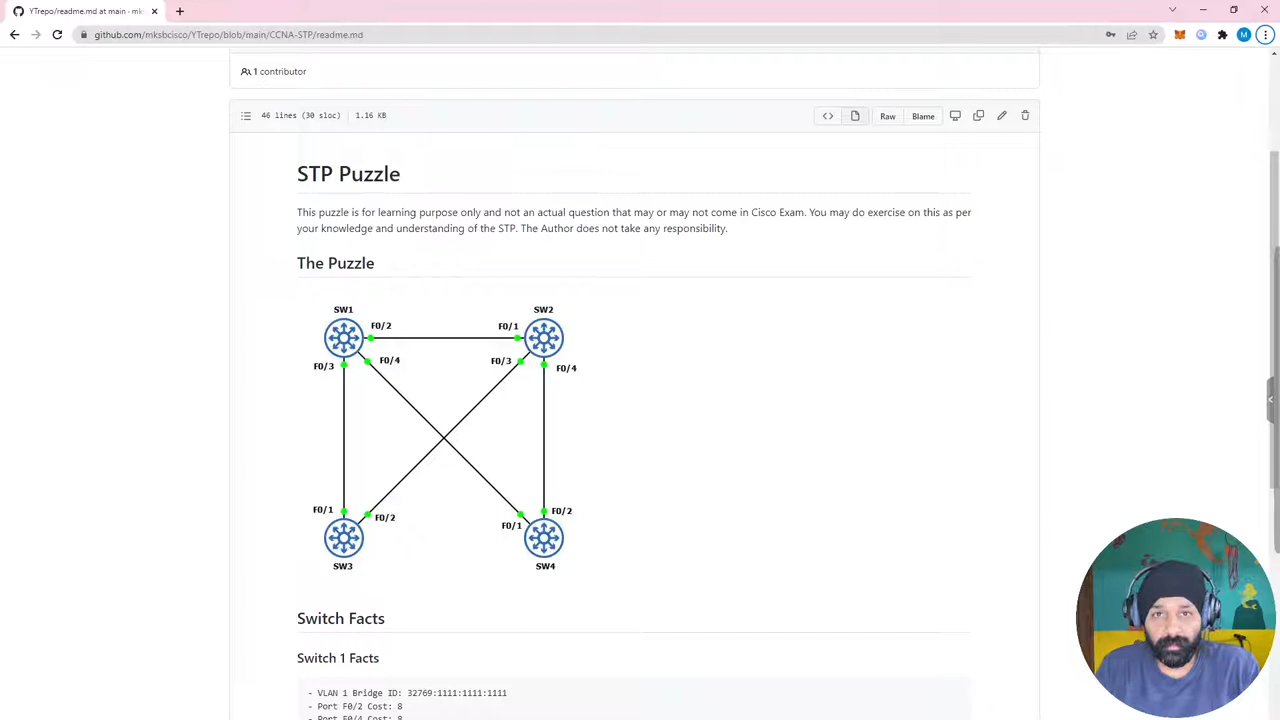 YTrepo/readme.md at main · mks
github.com/mksbcisco/YTrepo/blob/main/CCNA-STP/readme.md
M
1 contributor
46 lines (30 sloc) | 1.16 KB
Raw
Blame
STP Puzzle
This puzzle is for learning purpose only and not an actual question that may or may not come in Cisco Exam. You may do exercise on this as per
your knowledge and understanding of the STP. The Author does not take any responsibility.
The Puzzle
SW1
SW2
F0/2
F0/1
F0/4
F0/3
F0/3
F0/4
F0/1
F0/2
F0/2
F0/1
SW3
SW4
Switch Facts
Switch 1 Facts
- VLAN 1 Bridge ID: 32769:1111:1111:1111
- Port F0/2 Cost: 8
- Port F0/4 Cost: 8